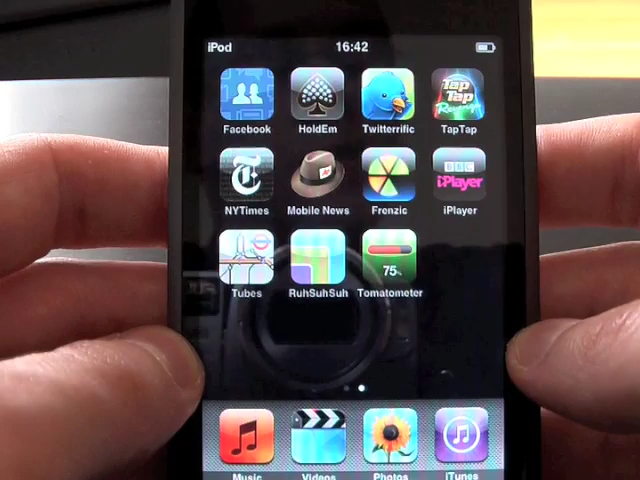 iPod 16:42
Tap Tap Revenge
Facebook HoldEm Twitterrific TapTap
BBC
iPlayer
NYTimes Mobile News Frenzic iPlayer
75%
Tubes RuhSuhSuh Tomatometer
Music Videos Photos iTunes